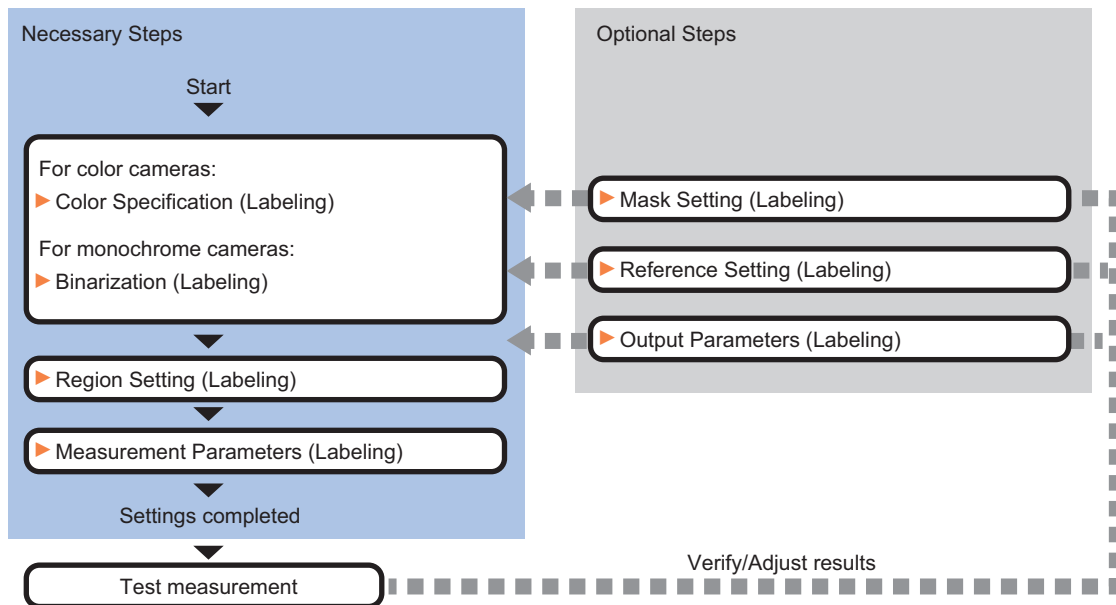 Necessary Steps
Start
For color cameras:
Color Specification (Labeling)
For monochrome cameras:
Binarization (Labeling)
Region Setting (Labeling)
Measurement Parameters (Labeling)
Settings completed
Test measurement
Optional Steps
Mask Setting (Labeling)
Reference Setting (Labeling)
Output Parameters (Labeling)
Verify/Adjust results